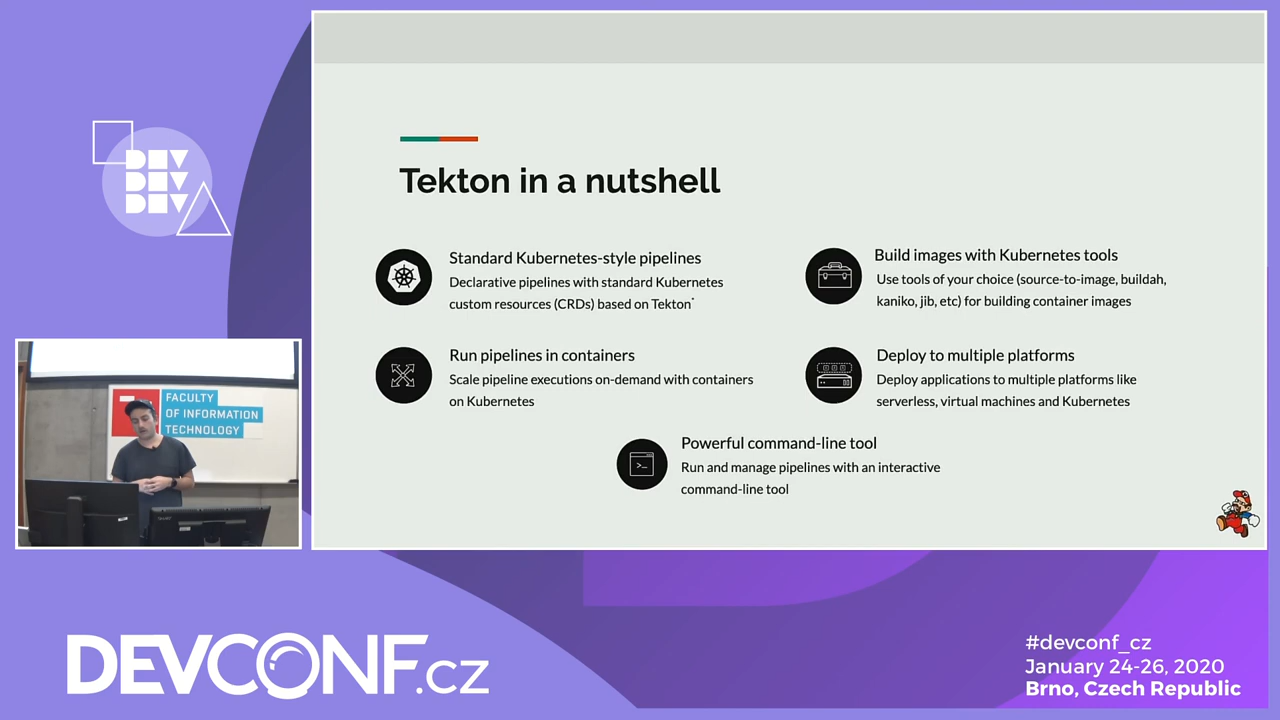 DEV
DEV
DEV
Tekton in a nutshell
Standard Kubernetes-style pipelines
Declarative pipelines with standard Kubernetes
custom resources (CRDs) based on Tekton*
Build images with Kubernetes tools
Use tools of your choice (source-to-image, buildah,
kaniko, jib, etc) for building container images
Run pipelines in containers
Scale pipeline executions on-demand with containers
on Kubernetes
Deploy to multiple platforms
Deploy applications to multiple platforms like
serverless, virtual machines and Kubernetes
Powerful command-line tool
Run and manage pipelines with an interactive
command-line tool
FACULTY
OF INFORMATION
TECHNOLOGY
DEVCONF.cz
#devconf_cz
January 24-26, 2020
Brno, Czech Republic